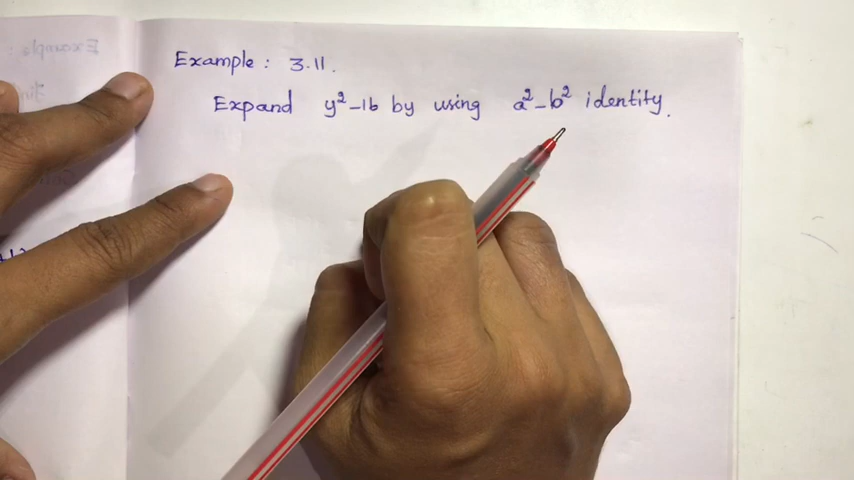 Example : 3.11.
Expand y²-16 by using a²-b² identity.